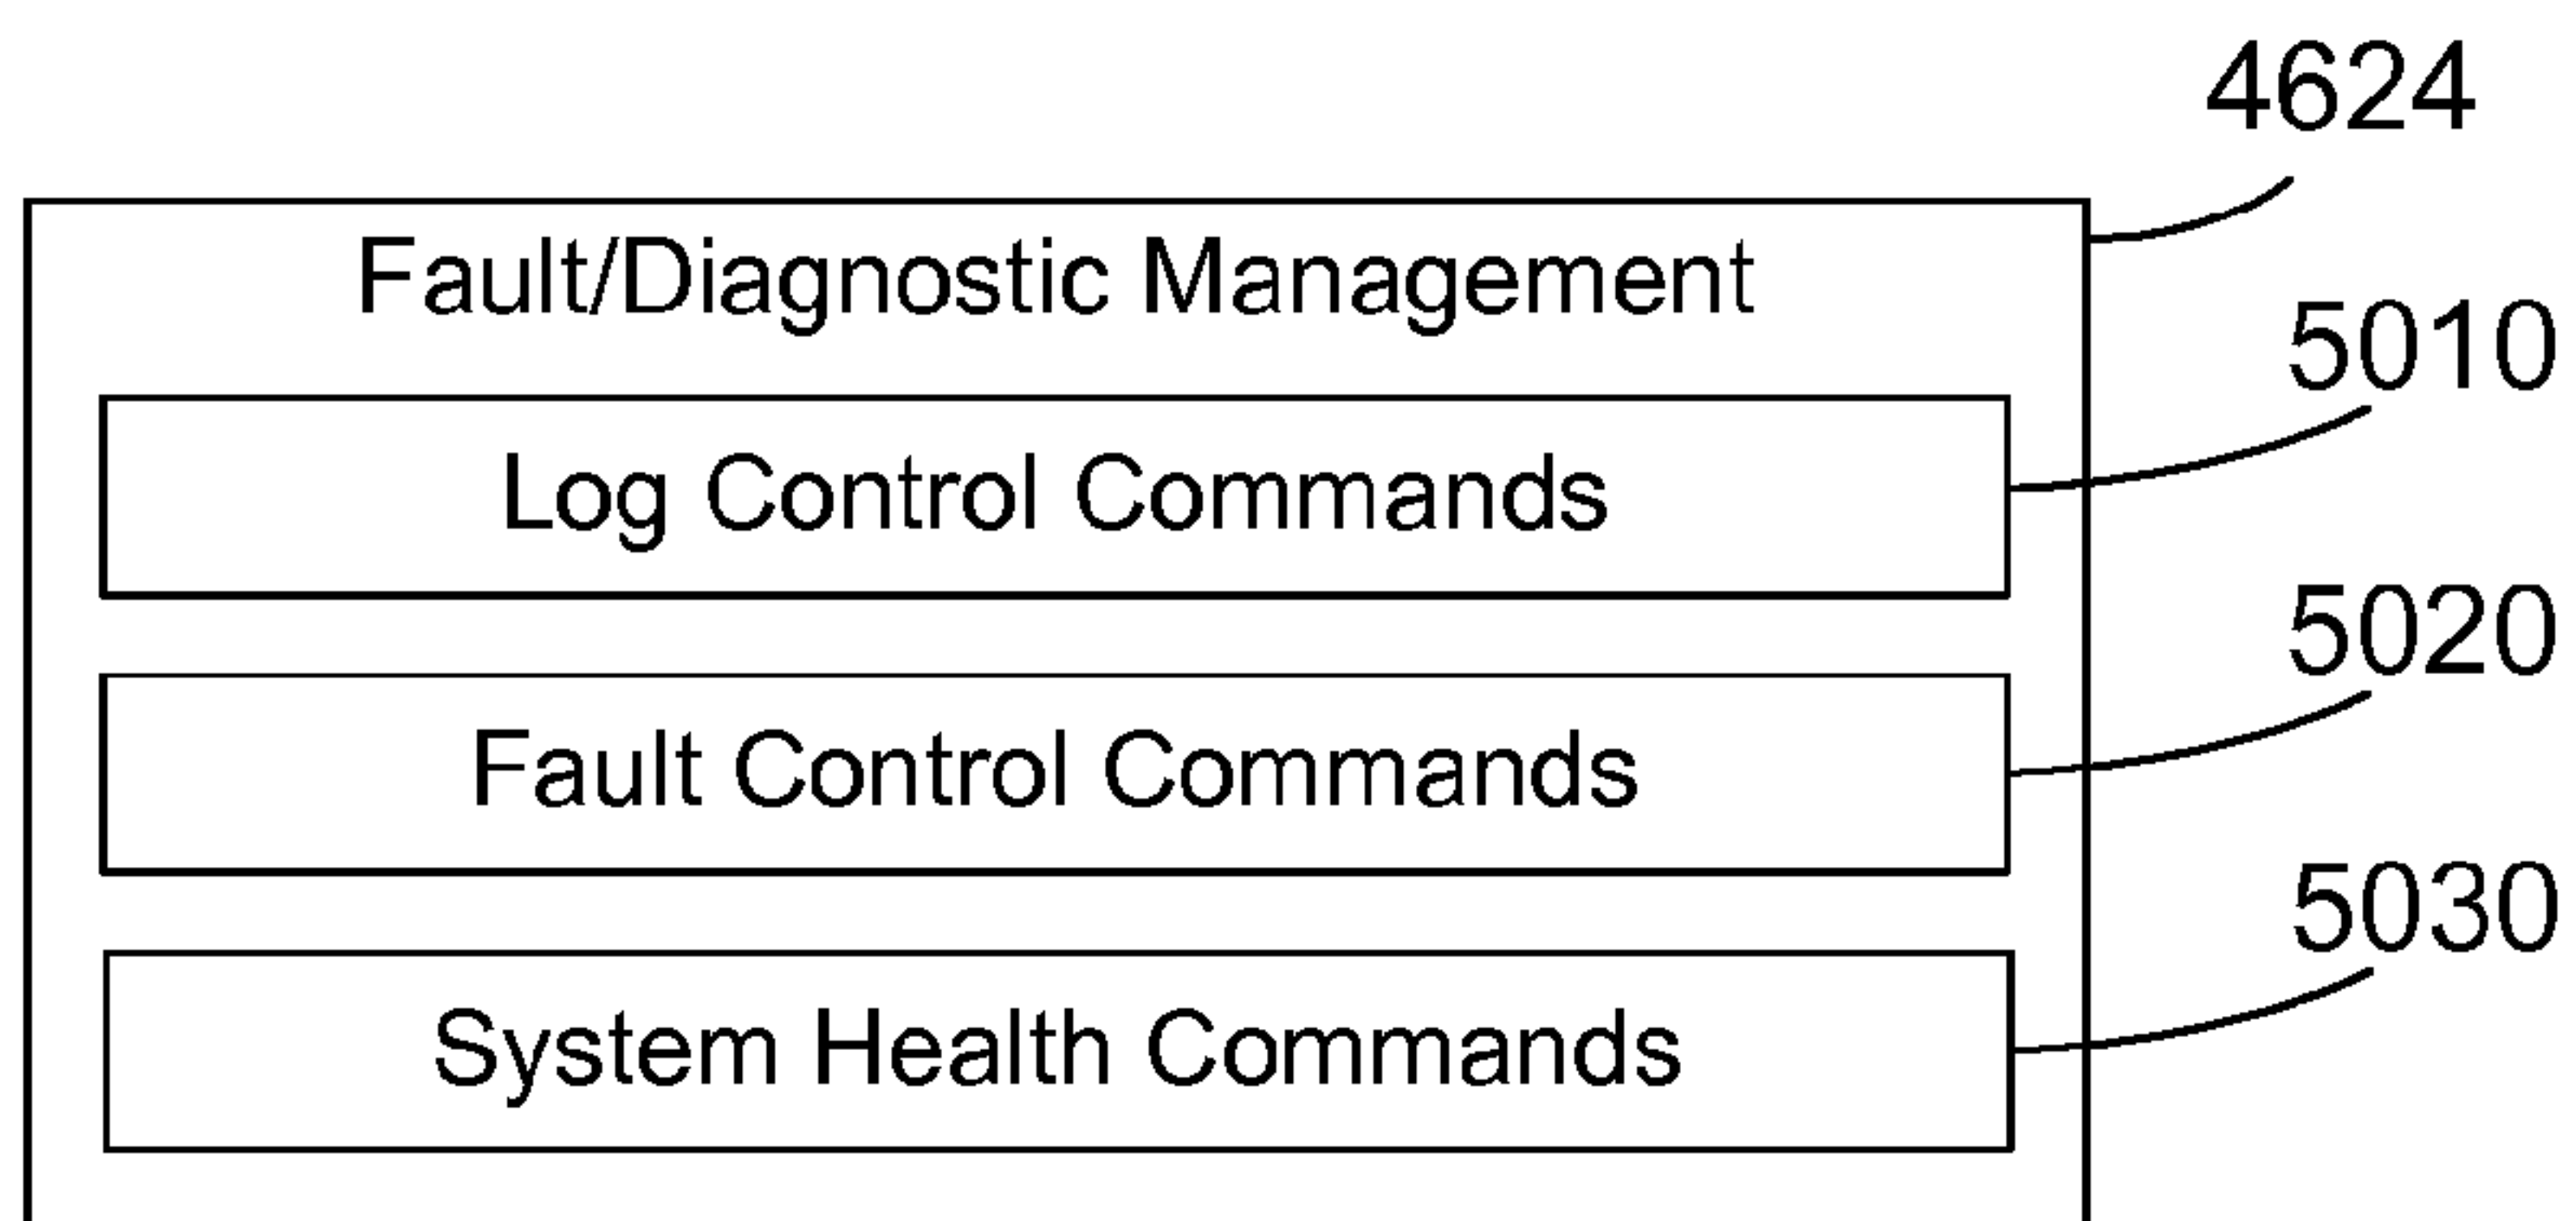 4624
Fault/Diagnostic Management
5010
Log Control Commands
5020
Fault Control Commands
5030
System Health Commands